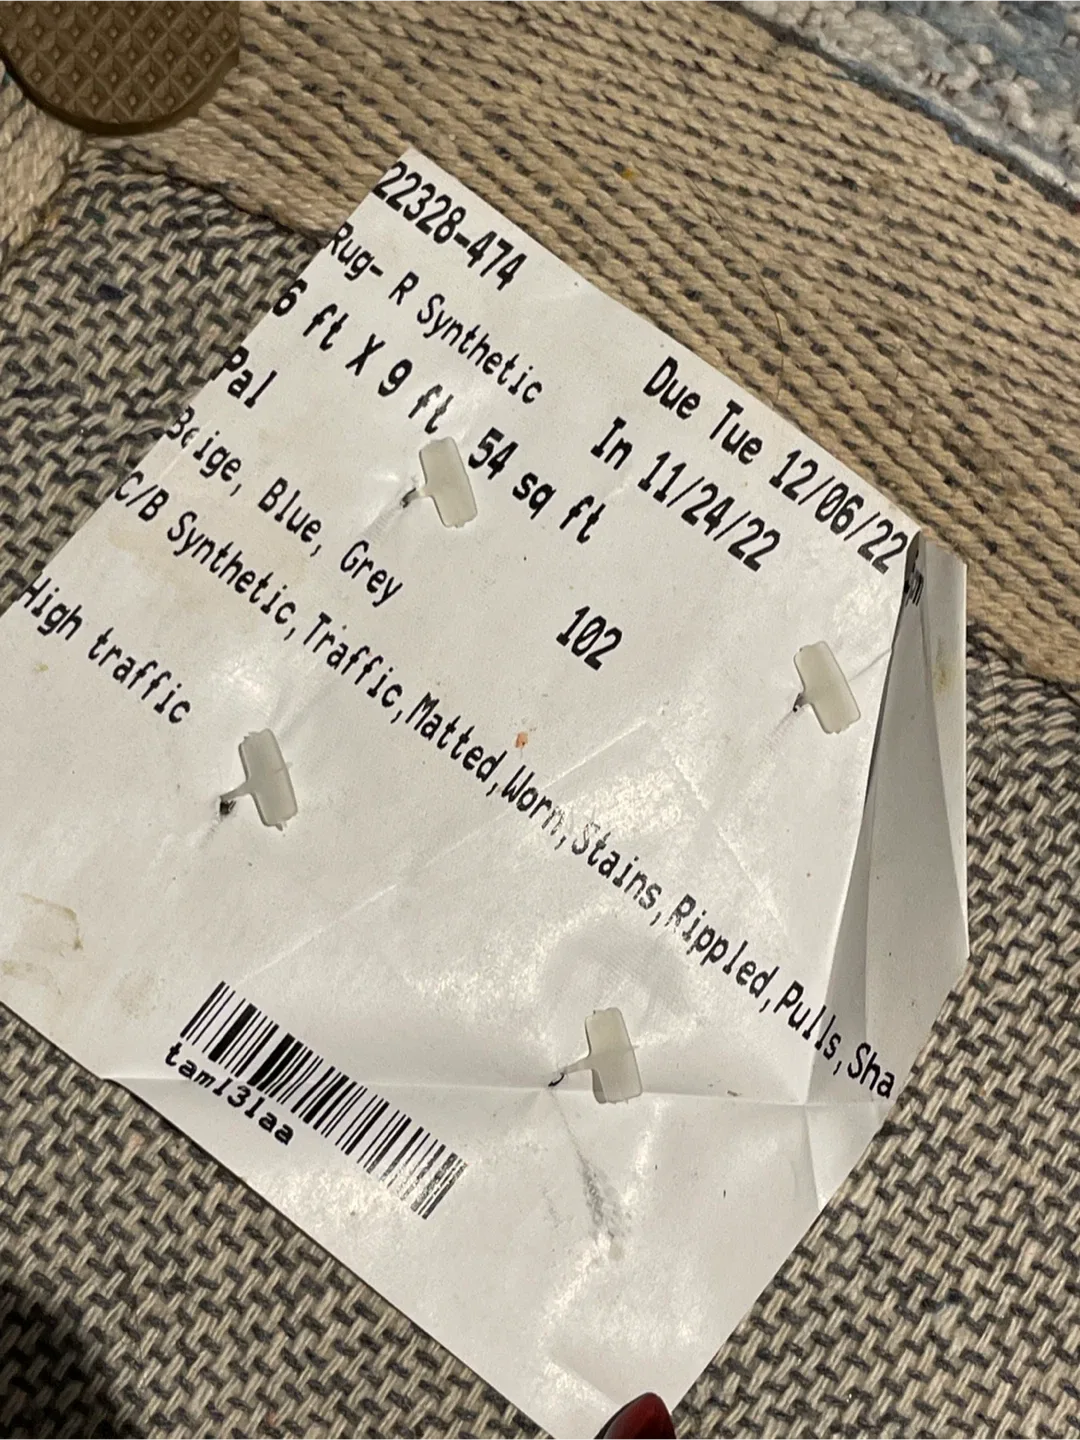 22328-474
Due Tue 12/06/22
Rug- R Synthetic
In 11/24/22
6 ft X 9 ft 54 sq ft
Pal
102
Beige, Blue, Grey
C/B Synthetic,Traffic,Matted,Worn,Stains,Rippled,Pulls,Sha
High traffic
tam131aa